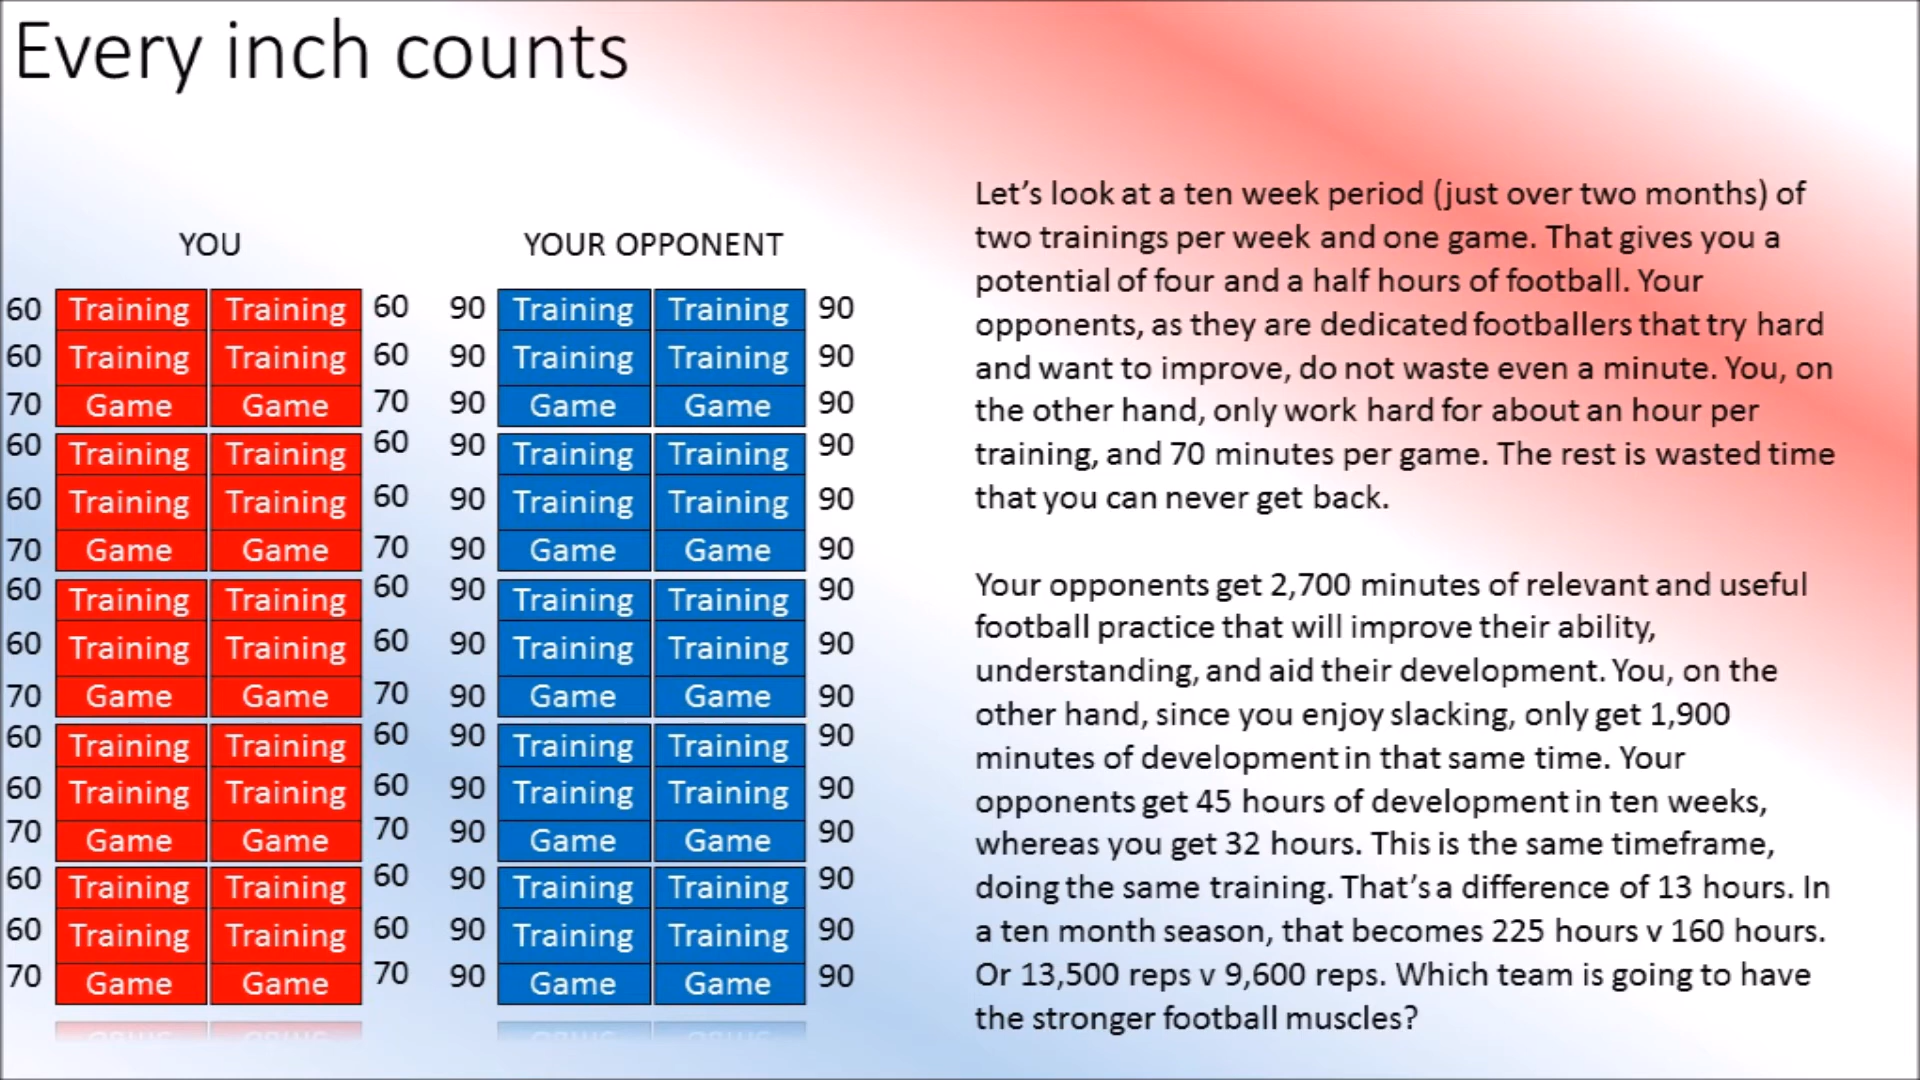 Every inch counts
YOU
YOUR OPPONENT
60 Training Training 60 90 Training Training 90
60 Training Training 60 90 Training Training 90
70 Game Game 70 90 Game Game 90
60 Training Training 60 90 Training Training 90
60 Training Training 60 90 Training Training 90
70 Game Game 70 90 Game Game 90
60 Training Training 60 90 Training Training 90
60 Training Training 60 90 Training Training 90
70 Game Game 70 90 Game Game 90
60 Training Training 60 90 Training Training 90
60 Training Training 60 90 Training Training 90
70 Game Game 70 90 Game Game 90
60 Training Training 60 90 Training Training 90
60 Training Training 60 90 Training Training 90
70 Game Game 70 90 Game Game 90
Let's look at a ten week period (just over two months) of
two trainings per week and one game. That gives you a
potential of four and a half hours of football. Your
opponents, as they are dedicated footballers that try hard
and want to improve, do not waste even a minute. You, on
the other hand, only work hard for about an hour per
training, and 70 minutes per game. The rest is wasted time
that you can never get back.
Your opponents get 2,700 minutes of relevant and useful
football practice that will improve their ability,
understanding, and aid their development. You, on the
other hand, since you enjoy slacking, only get 1,900
minutes of development in that same time. Your
opponents get 45 hours of development in ten weeks,
whereas you get 32 hours. This is the same timeframe,
doing the same training. That's a difference of 13 hours. In
a ten month season, that becomes 225 hours v 160 hours.
Or 13,500 reps v 9,600 reps. Which team is going to have
the stronger football muscles?